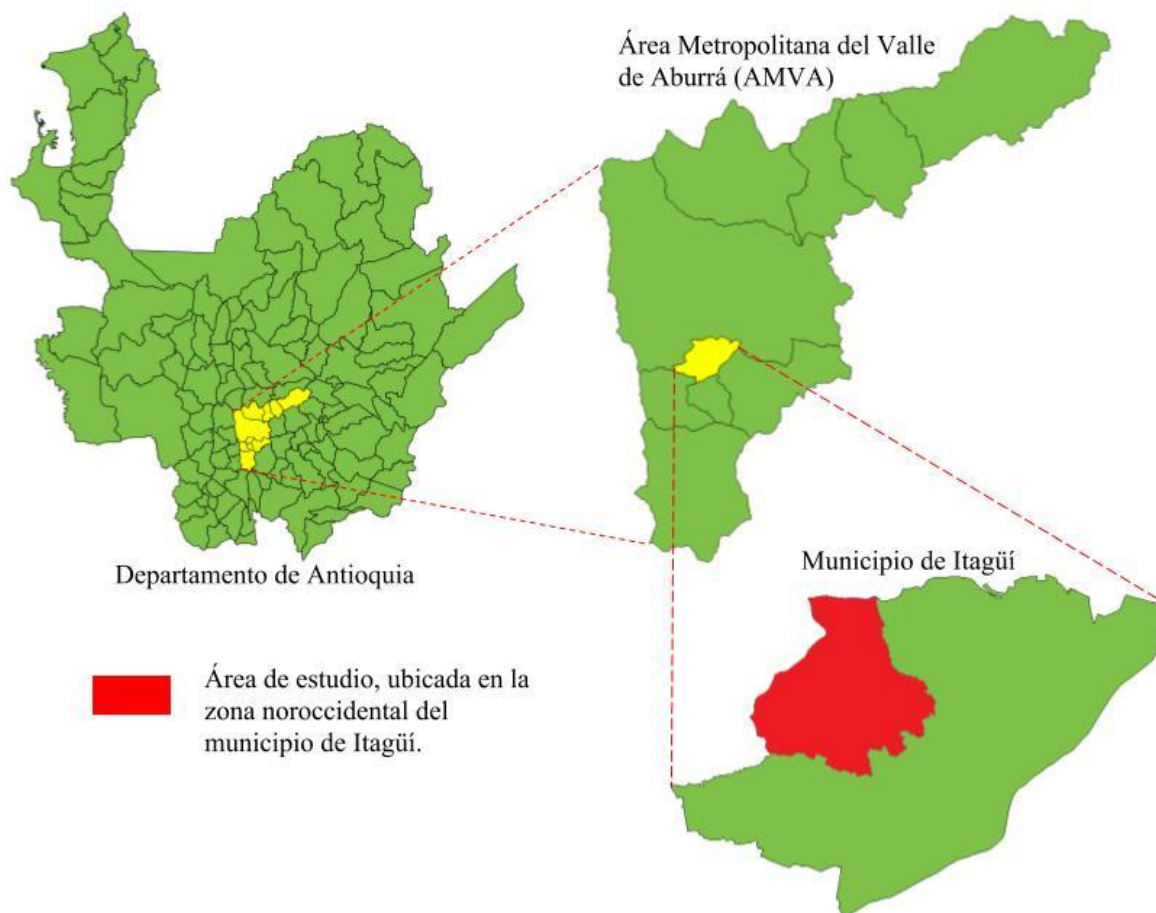 Área Metropolitana del Valle
de Aburrá (AMVA)
Departamento de Antioquia
Municipio de Itagüí
Área de estudio, ubicada en la
zona noroccidental del
municipio de Itagüí.